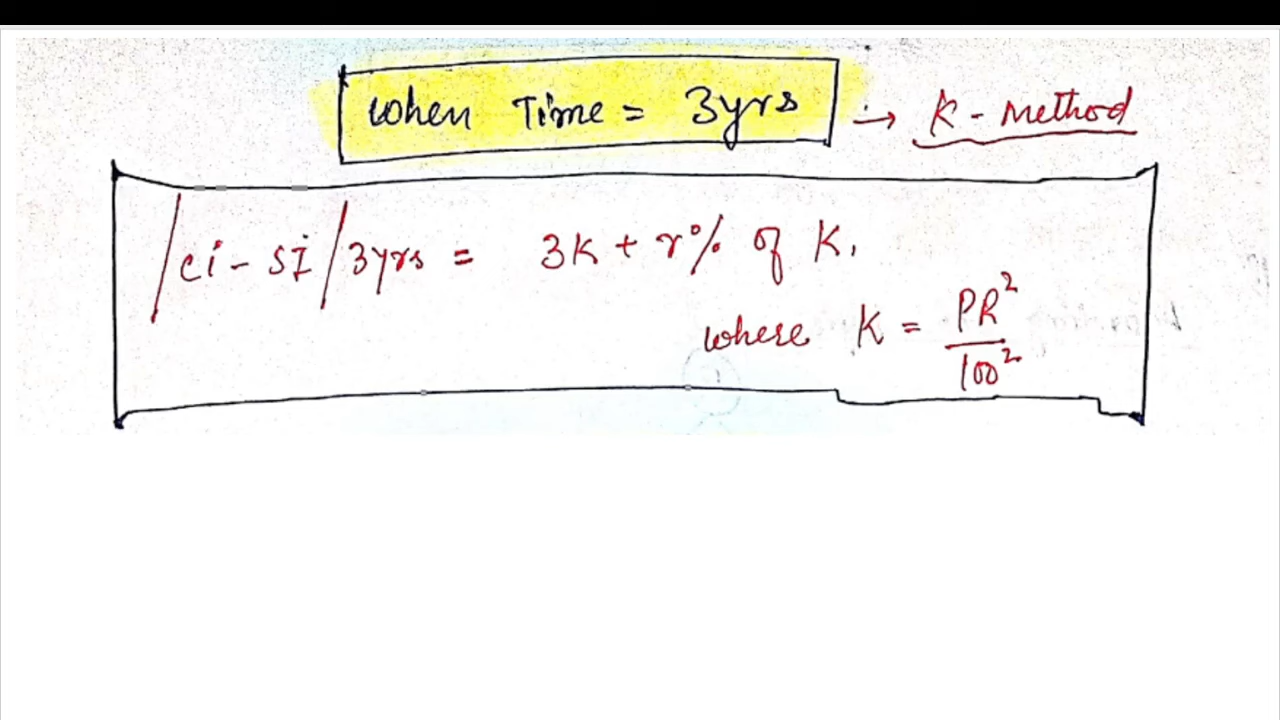 When Time = 3yrs → K-Method
|ci - SI| 3yrs = 3K + r% of K.
where K = PR²/100²